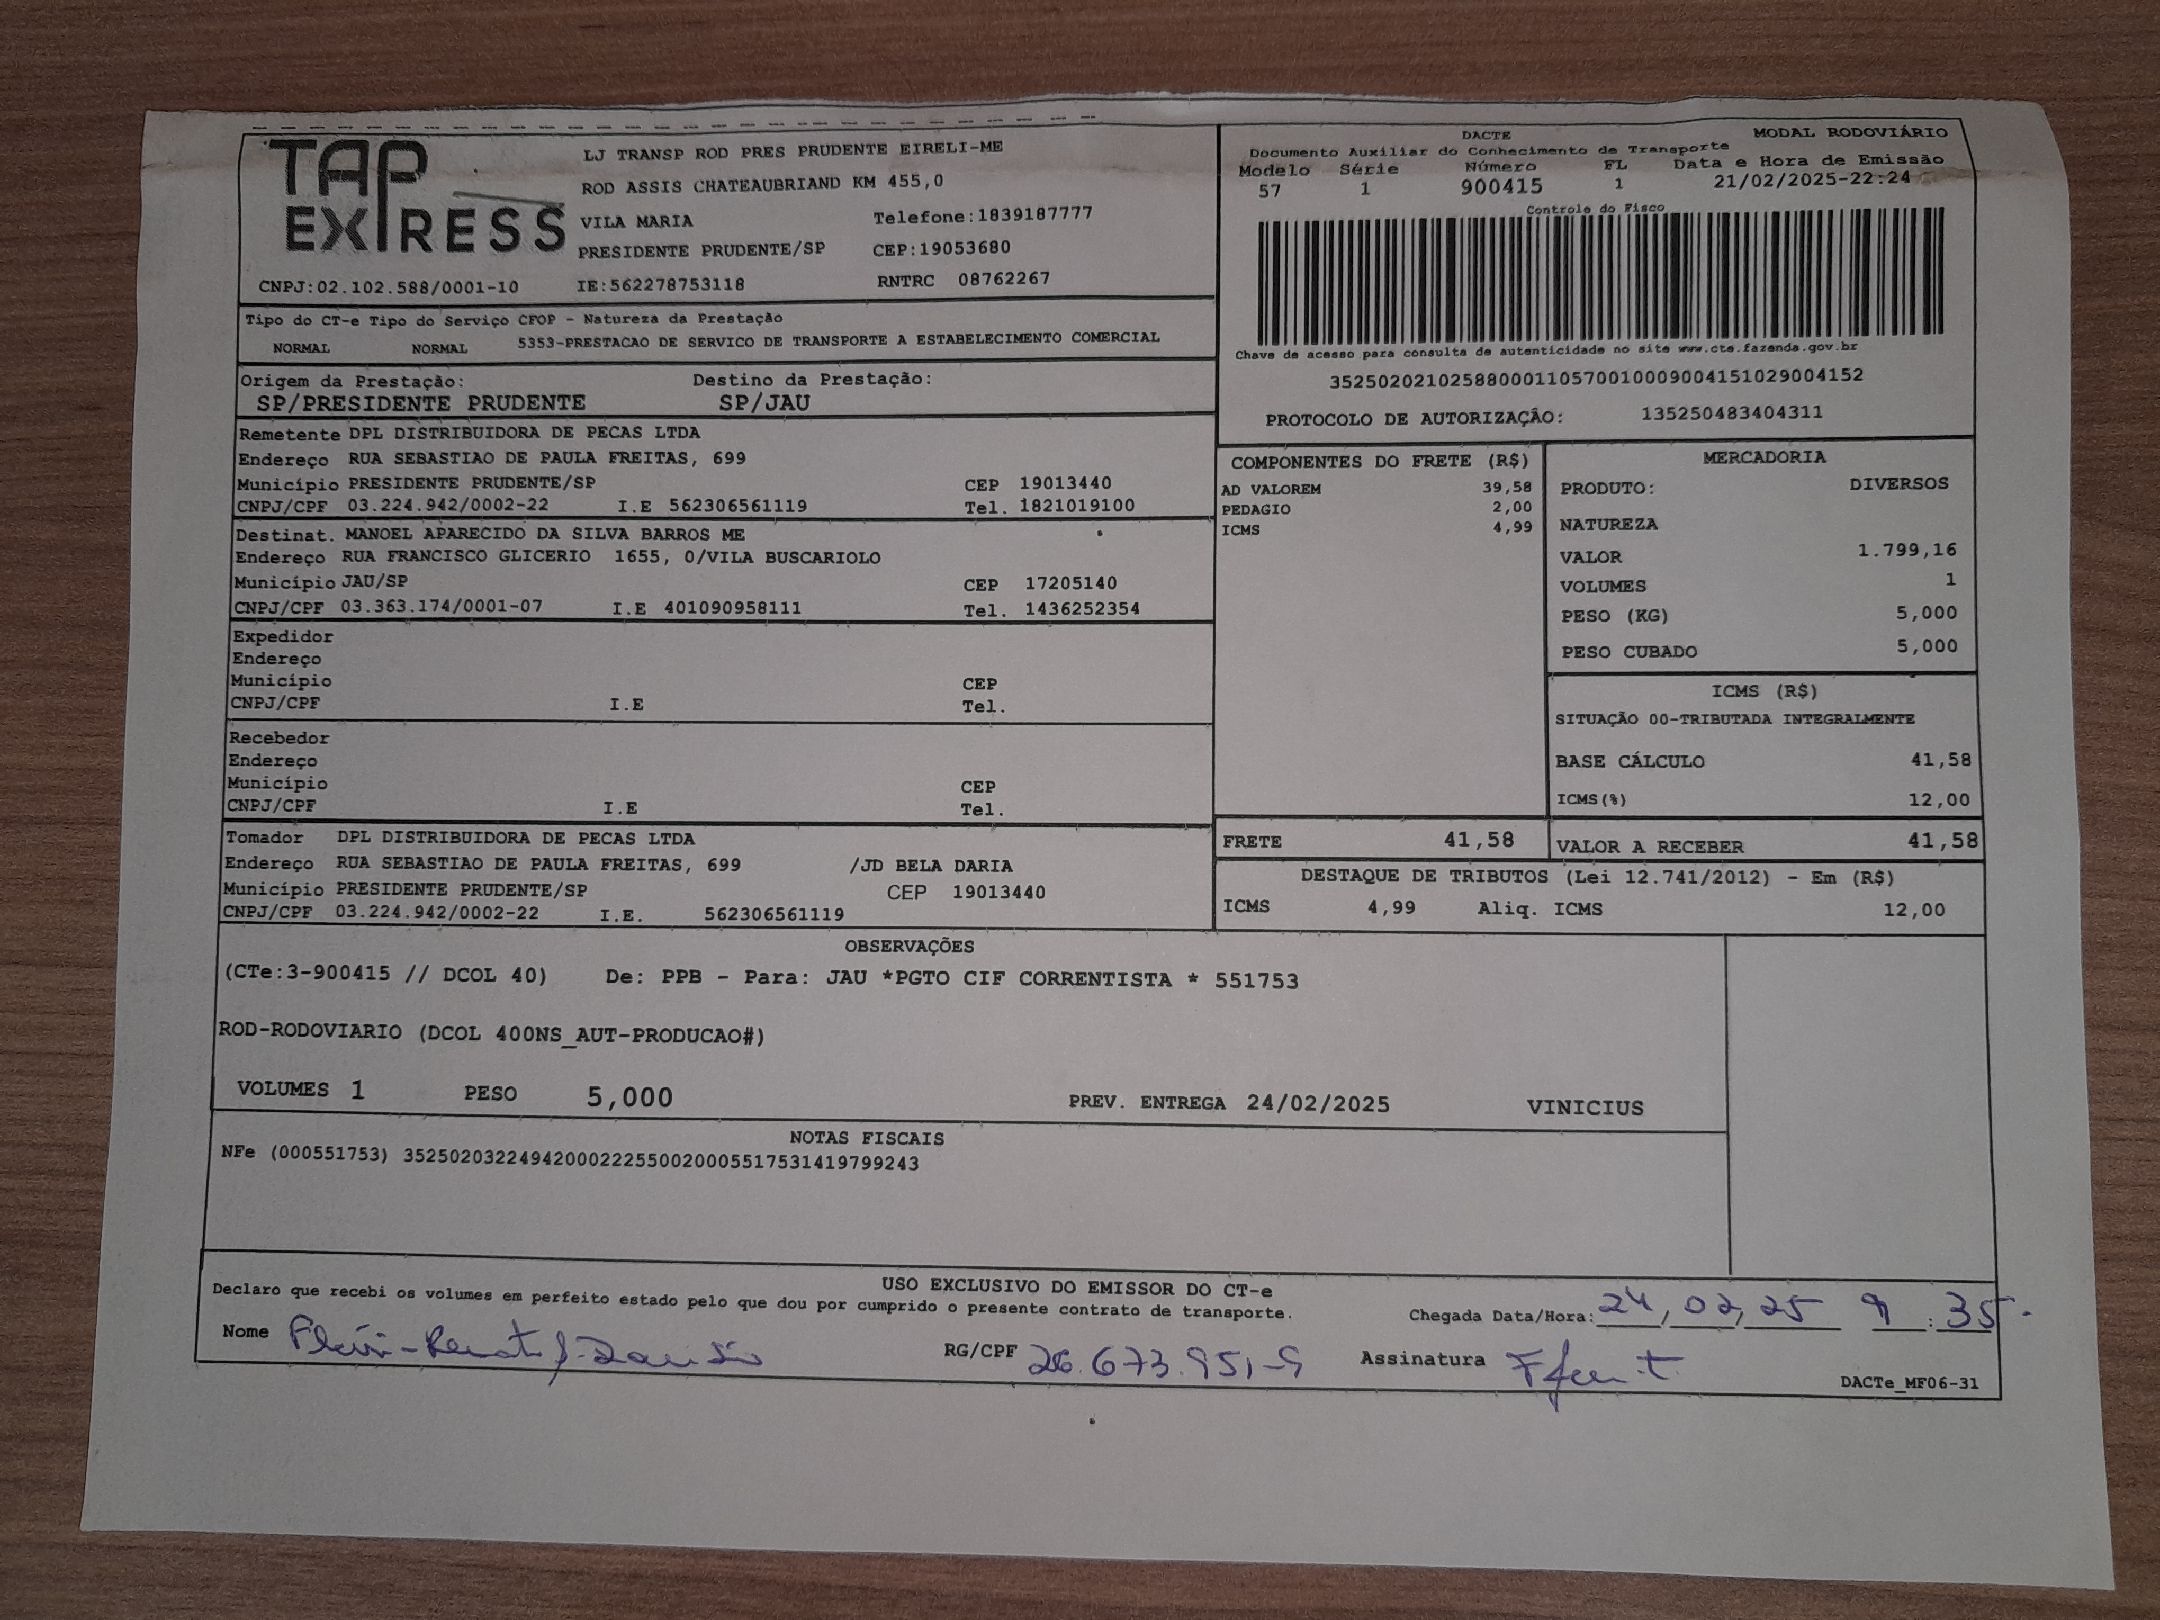 TAP EXPRESS
LJ TRANSP ROD PRES PRUDENTE EIRELI-ME
ROD ASSIS CHATEAUBRIAND KM 455,0
VILA MARIA Telefone:1839187777
PRESIDENTE PRUDENTE/SP CEP:19053680
CNPJ:02.102.588/0001-10 IE:562278753118 RNTRC 08762267
DACTE MODAL RODOVIÁRIO
Documento Auxiliar do Conhecimento de Transporte
Modelo Série Número FL Data e Hora de Emissão
57 1 900415 1 21/02/2025-22:24
Controle do Fisco
Chave de acesso para consulta de autenticidade no site www.cte.fazenda.gov.br
35250202102588000110570010009004151029004152
PROTOCOLO DE AUTORIZAÇÃO: 135250483404311
Tipo do CT-e Tipo do Serviço CFOP - Natureza da Prestação
NORMAL NORMAL 5353-PRESTACAO DE SERVICO DE TRANSPORTE A ESTABELECIMENTO COMERCIAL
Origem da Prestação: Destino da Prestação:
SP/PRESIDENTE PRUDENTE SP/JAU
Remetente DPL DISTRIBUIDORA DE PECAS LTDA
Endereço RUA SEBASTIAO DE PAULA FREITAS, 699
Município PRESIDENTE PRUDENTE/SP CEP 19013440
CNPJ/CPF 03.224.942/0002-22 I.E 562306561119 Tel. 1821019100
Destinat. MANOEL APARECIDO DA SILVA BARROS ME
Endereço RUA FRANCISCO GLICERIO 1655, 0/VILA BUSCARIOLO
Município JAU/SP CEP 17205140
CNPJ/CPF 03.363.174/0001-07 I.E 401090958111 Tel. 1436252354
Expedidor
Endereço
Município CEP
CNPJ/CPF I.E Tel.
Recebedor
Endereço
Município CEP
CNPJ/CPF I.E Tel.
Tomador DPL DISTRIBUIDORA DE PECAS LTDA
Endereço RUA SEBASTIAO DE PAULA FREITAS, 699 /JD BELA DARIA
Município PRESIDENTE PRUDENTE/SP CEP 19013440
CNPJ/CPF 03.224.942/0002-22 I.E. 562306561119
COMPONENTES DO FRETE (R$)
AD VALOREM 39,58
PEDAGIO 2,00
ICMS 4,99
MERCADORIA
PRODUTO: DIVERSOS
NATUREZA
VALOR 1.799,16
VOLUMES 1
PESO (KG) 5,000
PESO CUBADO 5,000
ICMS (R$)
SITUAÇÃO 00-TRIBUTADA INTEGRALMENTE
BASE CÁLCULO 41,58
ICMS(%) 12,00
FRETE 41,58 VALOR A RECEBER 41,58
DESTAQUE DE TRIBUTOS (Lei 12.741/2012) - Em (R$)
ICMS 4,99 Aliq. ICMS 12,00
OBSERVAÇÕES
(CTe:3-900415 // DCOL 40) De: PPB - Para: JAU *PGTO CIF CORRENTISTA * 551753
ROD-RODOVIARIO (DCOL 400NS_AUT-PRODUCAO#)
VOLUMES 1 PESO 5,000 PREV. ENTREGA 24/02/2025 VINICIUS
NOTAS FISCAIS
NFe (000551753) 35250203224942000222550020005517531419799243
USO EXCLUSIVO DO EMISSOR DO CT-e
Declaro que recebi os volumes em perfeito estado pelo que dou por cumprido o presente contrato de transporte.
Chegada Data/Hora: 24,02,25 9:35
Nome RG/CPF 26.673.951-9 Assinatura
DACTe_MF06-31